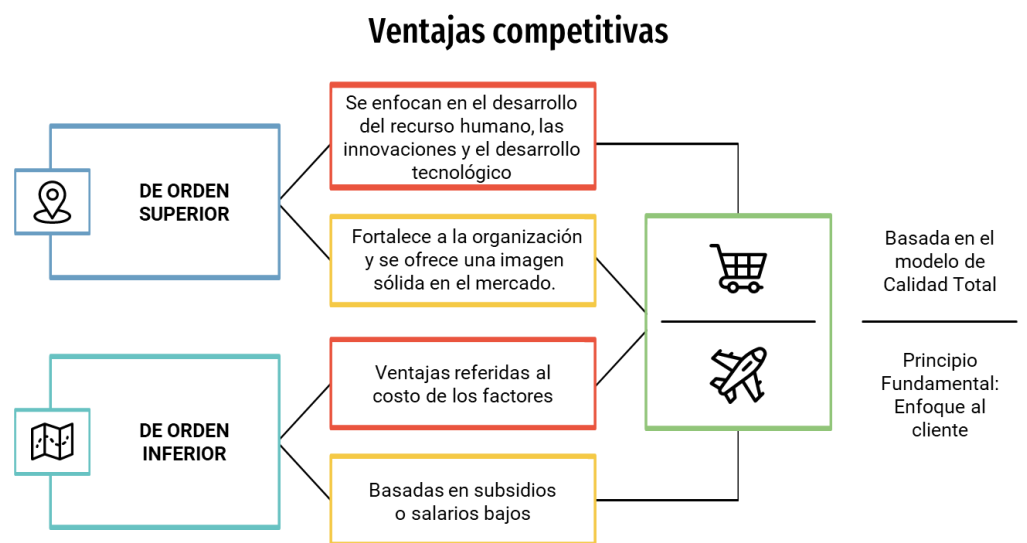 Ventajas competitivas
DE ORDEN
SUPERIOR
Se enfocan en el desarrollo
del recurso humano, las
innovaciones y el desarrollo
tecnológico
Fortalece a la organización
y se ofrece una imagen
sólida en el mercado.
DE ORDEN
INFERIOR
Ventajas referidas al
costo de los factores
Basadas en subsidios
o salarios bajos
Basada en el
modelo de
Calidad Total
Principio
Fundamental:
Enfoque al
cliente